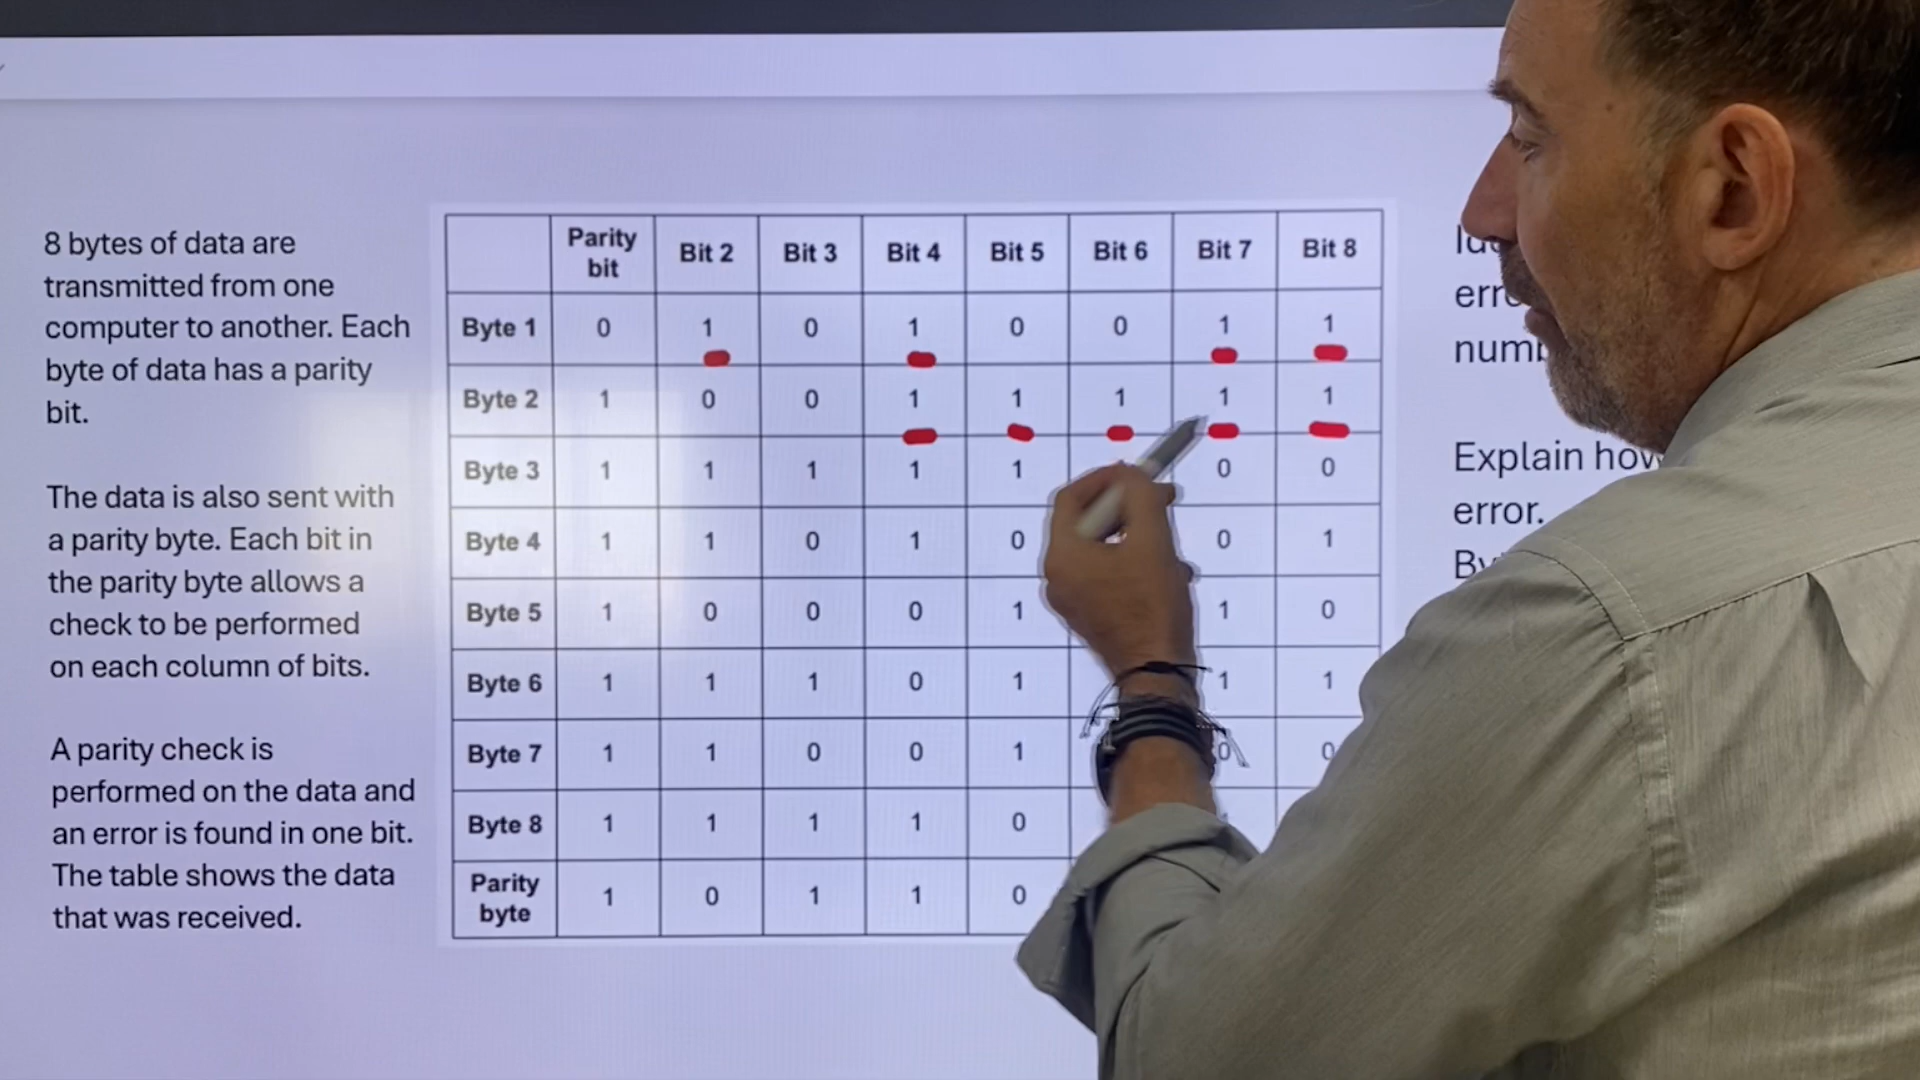 8 bytes of data are
transmitted from one
computer to another. Each
byte of data has a parity
bit.
The data is also sent with
a parity byte. Each bit in
the parity byte allows a
check to be performed
on each column of bits.
A parity check is
performed on the data and
an error is found in one bit.
The table shows the data
that was received.
Parity bit Bit 2 Bit 3 Bit 4 Bit 5 Bit 6 Bit 7 Bit 8
Byte 1 0 1 0 1 0 0 1 1
Byte 2 1 0 0 1 1 1 1 1
Byte 3 1 1 1 1 1 0 0
Byte 4 1 1 0 1 0 0 1
Byte 5 1 0 0 0 1 1 0
Byte 6 1 1 1 0 1 1 1
Byte 7 1 1 0 0 1 0 0
Byte 8 1 1 1 1 0
Parity byte 1 0 1 1 0
Explain how
error.